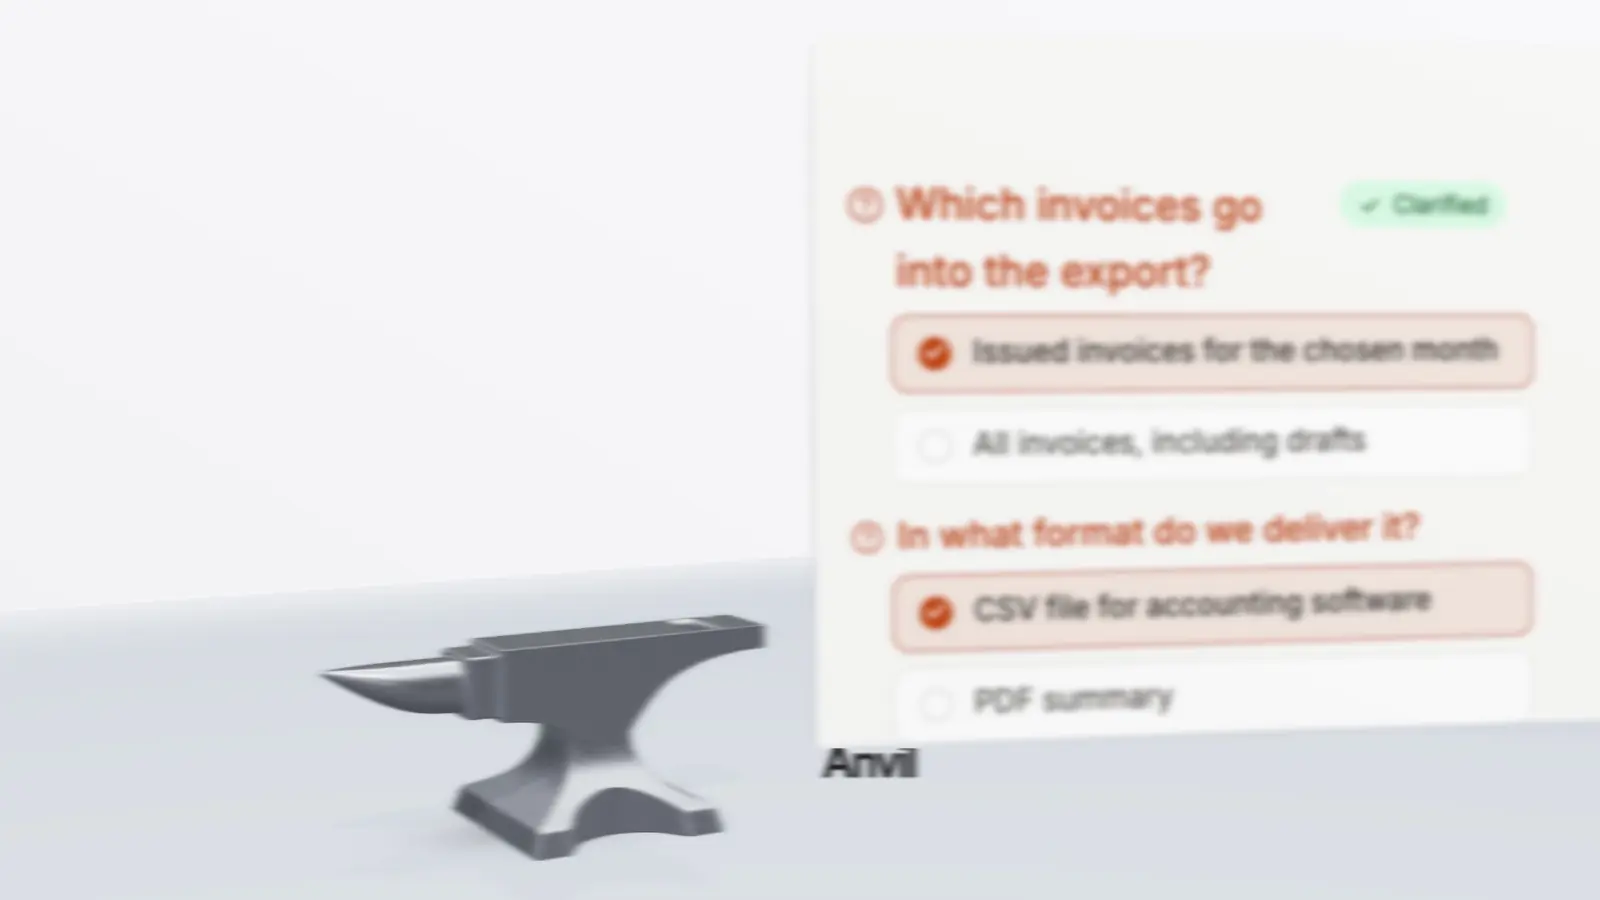 Which invoices go
into the export?
Clarified
Issued invoices for the chosen month
All invoices, including drafts
In what format do we deliver it?
CSV file for accounting software
PDF summary
Anvil